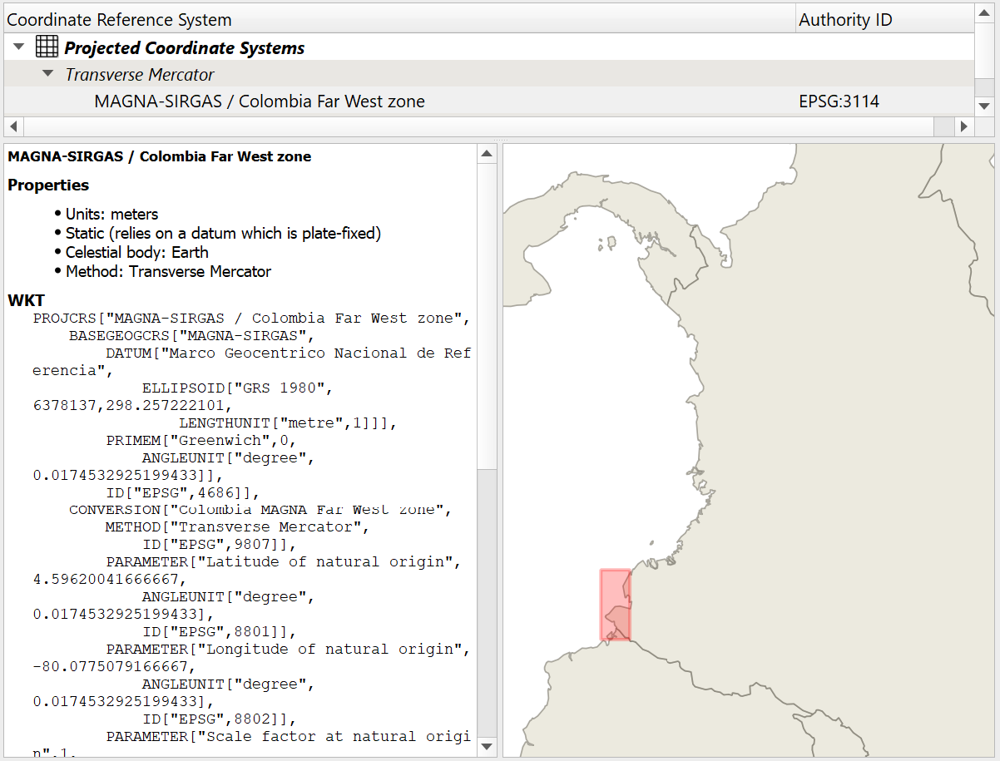 Coordinate Reference System Authority ID
Projected Coordinate Systems
Transverse Mercator
MAGNA-SIRGAS / Colombia Far West zone EPSG:3114
MAGNA-SIRGAS / Colombia Far West zone
Properties
• Units: meters
• Static (relies on a datum which is plate-fixed)
• Celestial body: Earth
• Method: Transverse Mercator
WKT
PROJCRS["MAGNA-SIRGAS / Colombia Far West zone",
BASEGEOGCRS["MAGNA-SIRGAS",
DATUM["Marco Geocentrico Nacional de Ref
erencia",
ELLIPSOID["GRS 1980",
6378137,298.257222101,
LENGTHUNIT["metre",1]]],
PRIMEM["Greenwich",0,
ANGLEUNIT["degree",
0.0174532925199433]],
ID["EPSG",4686]],
CONVERSION["Colombia MAGNA Far West zone",
METHOD["Transverse Mercator",
ID["EPSG",9807]],
PARAMETER["Latitude of natural origin",
4.59620041666667,
ANGLEUNIT["degree",
0.0174532925199433],
ID["EPSG",8801]],
PARAMETER["Longitude of natural origin",
-80.0775079166667,
ANGLEUNIT["degree",
0.0174532925199433],
ID["EPSG",8802]],
PARAMETER["Scale factor at natural origi
n",1,